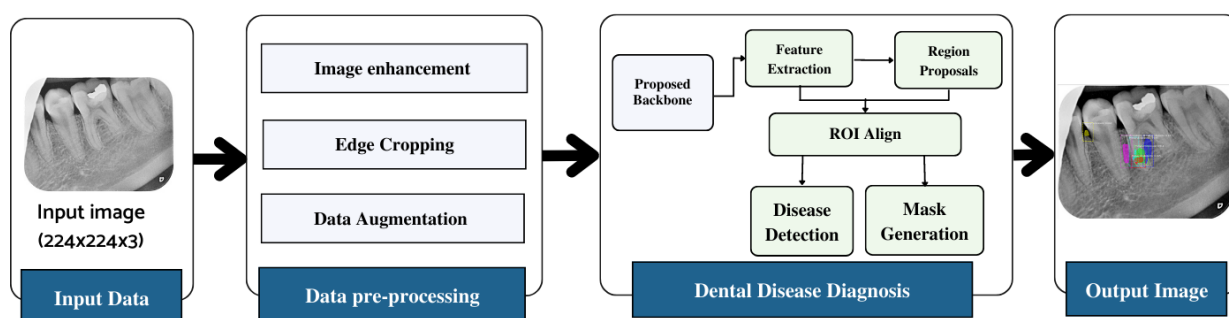 Input image
(224x224x3)
Input Data
Image enhancement
Edge Cropping
Data Augmentation
Data pre-processing
Proposed
Backbone
Feature
Extraction
Region
Proposals
ROI Align
Disease
Detection
Mask
Generation
Dental Disease Diagnosis
Output Image